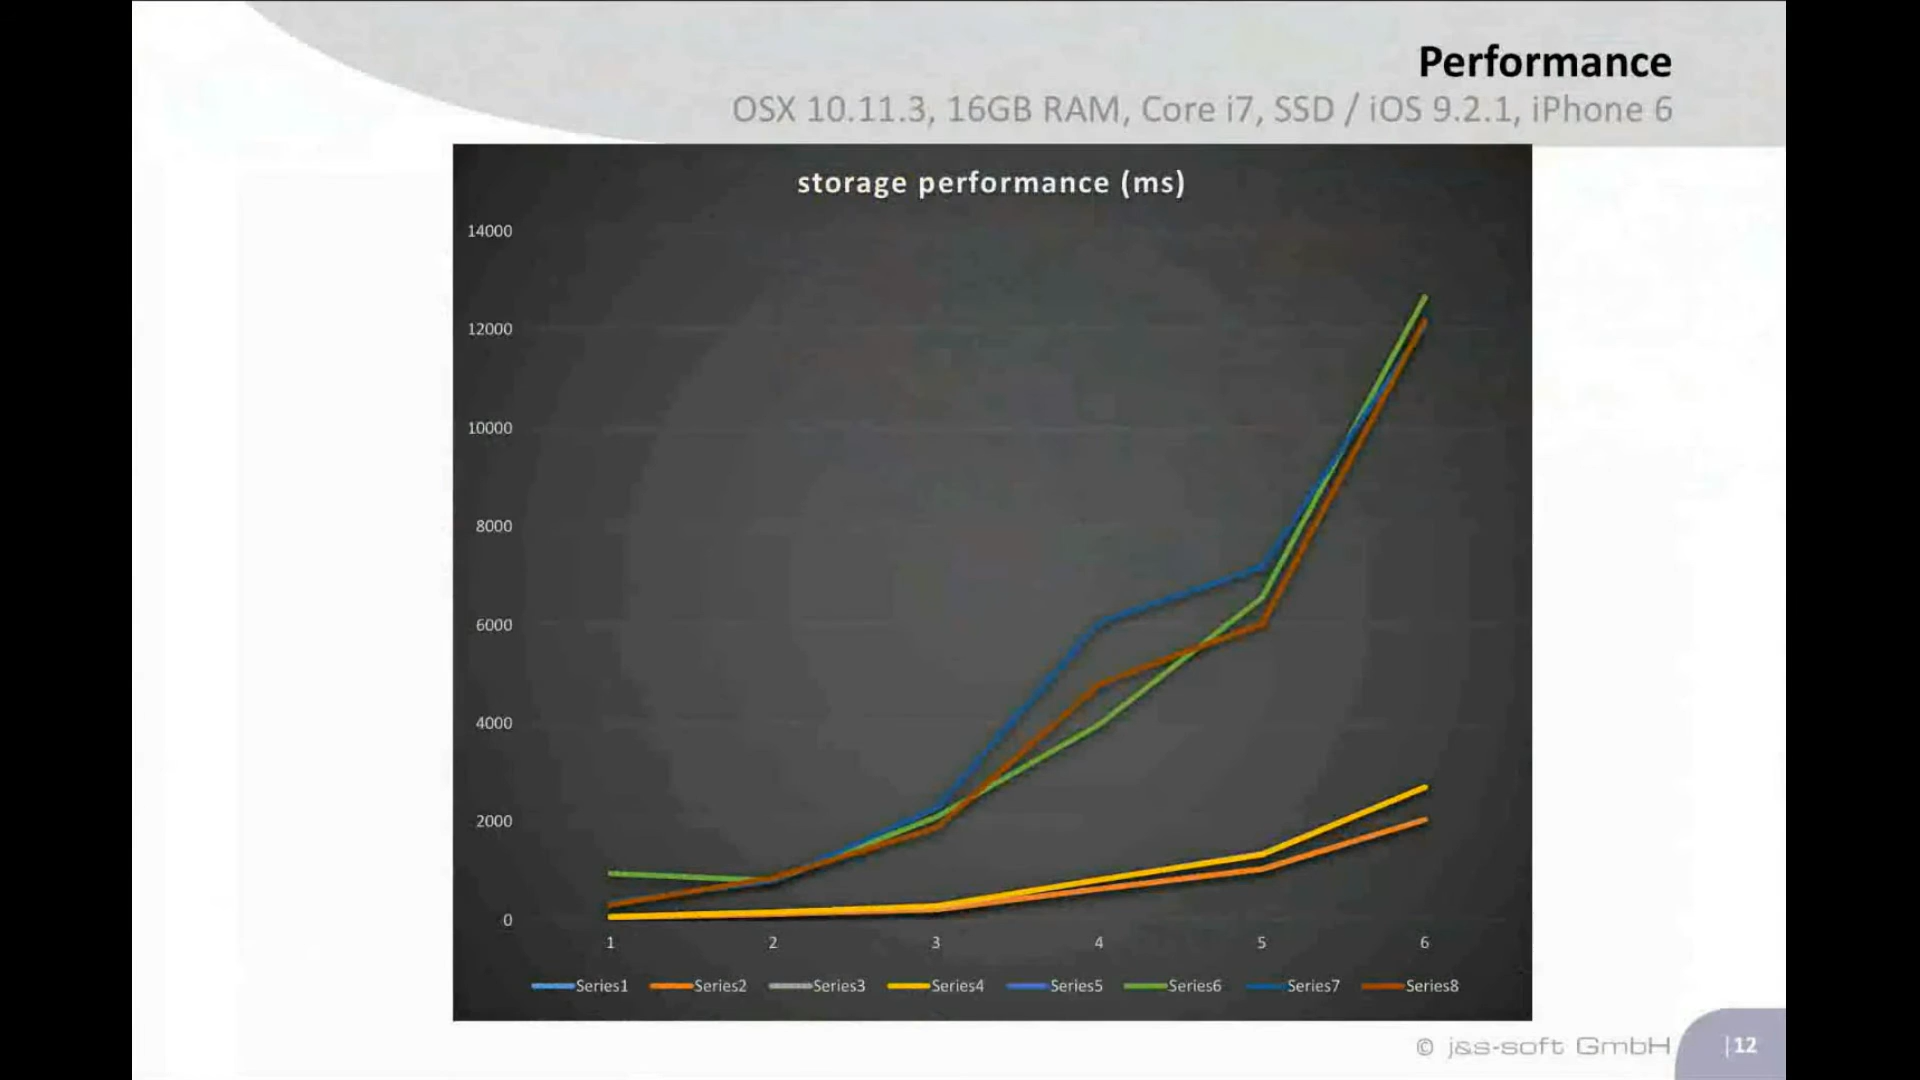 Performance
OSX 10.11.3, 16GB RAM, Core i7, SSD / iOS 9.2.1, iPhone 6
storage performance (ms)
14000
12000
10000
8000
6000
4000
2000
0
1 2 3 4 5 6
Series1 Series2 Series3 Series4 Series5 Series6 Series7 Series8
© j&s-soft GmbH |12